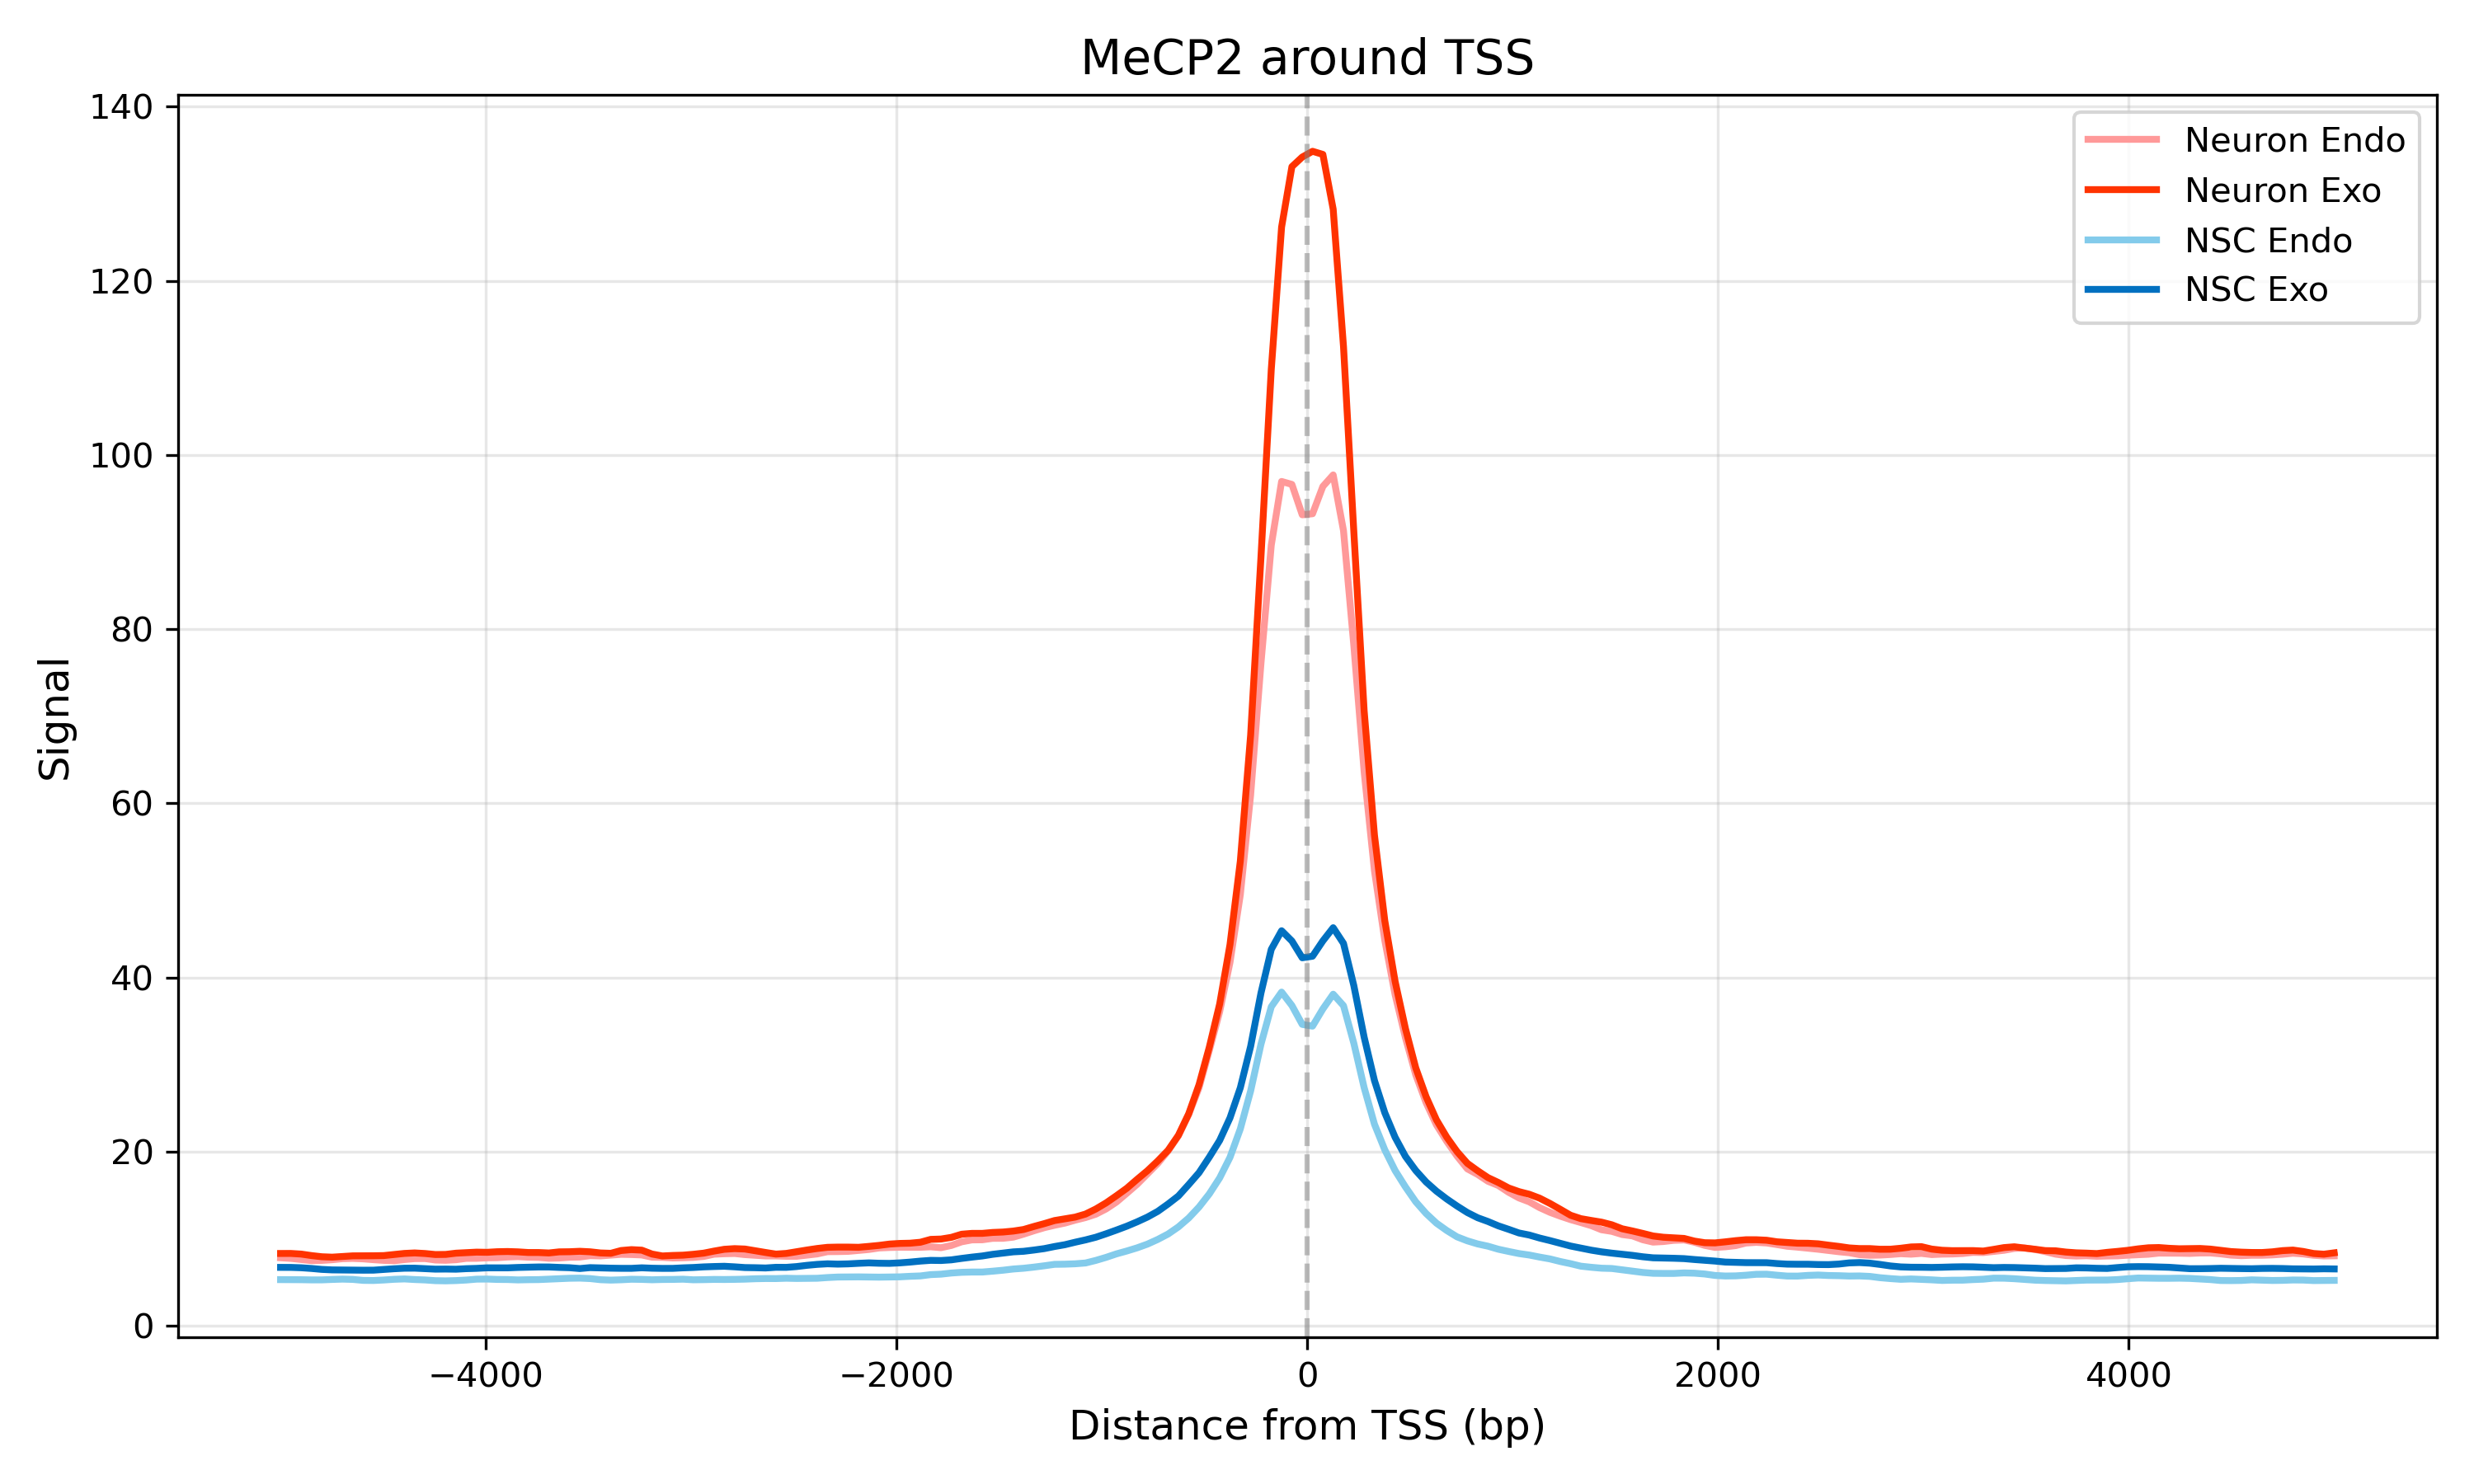 MeCP2 around TSS
140
120
100
80
60
40
20
0
Signal
Neuron Endo
Neuron Exo
NSC Endo
NSC Exo
−4000
−2000
0
2000
4000
Distance from TSS (bp)